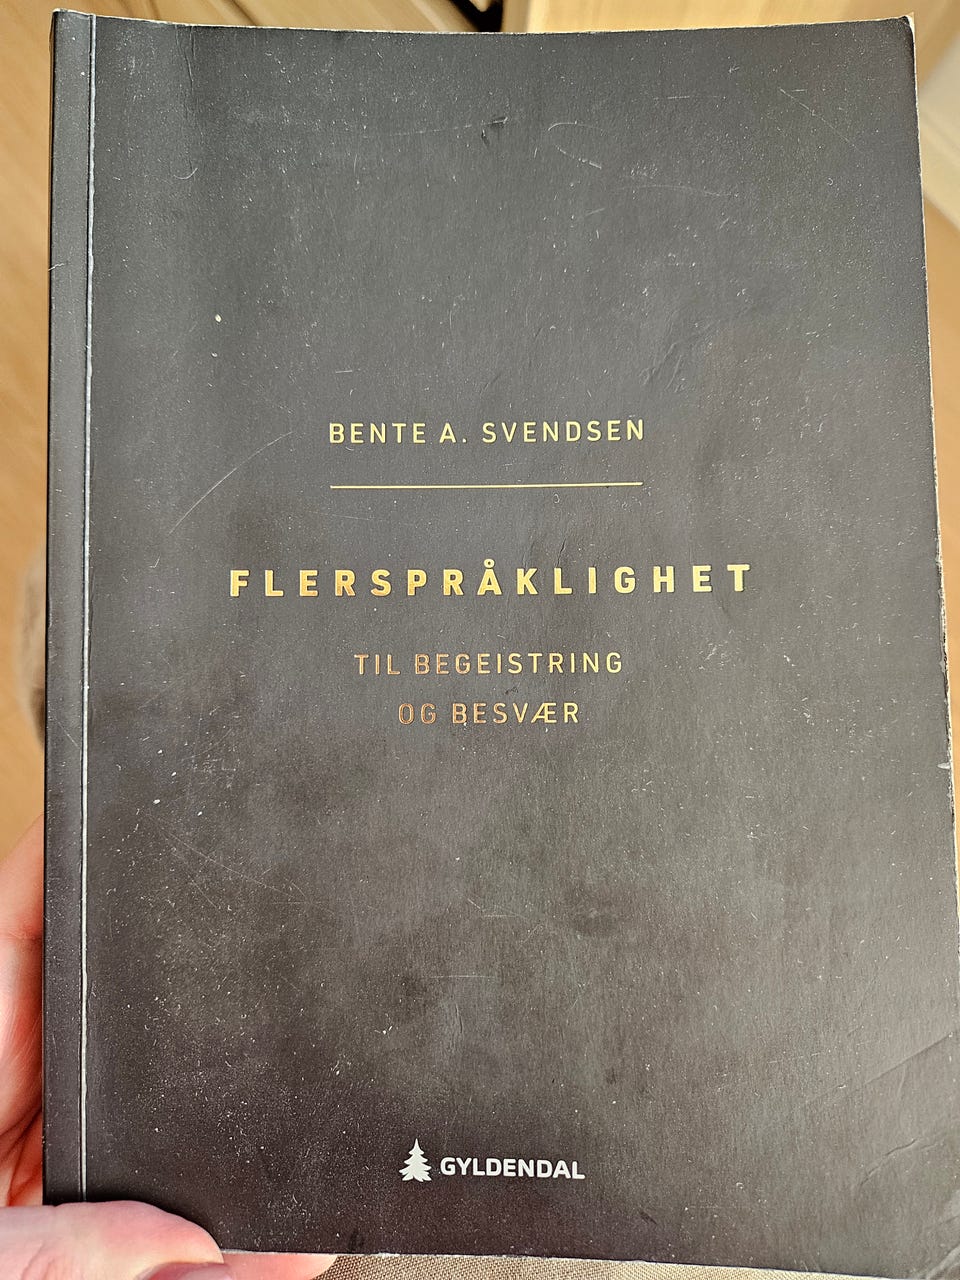 BENTE A. SVENDSEN
FLERSPRÅKLIGHET
TIL BEGEISTRING
OG BESVÆR
GYLDENDAL